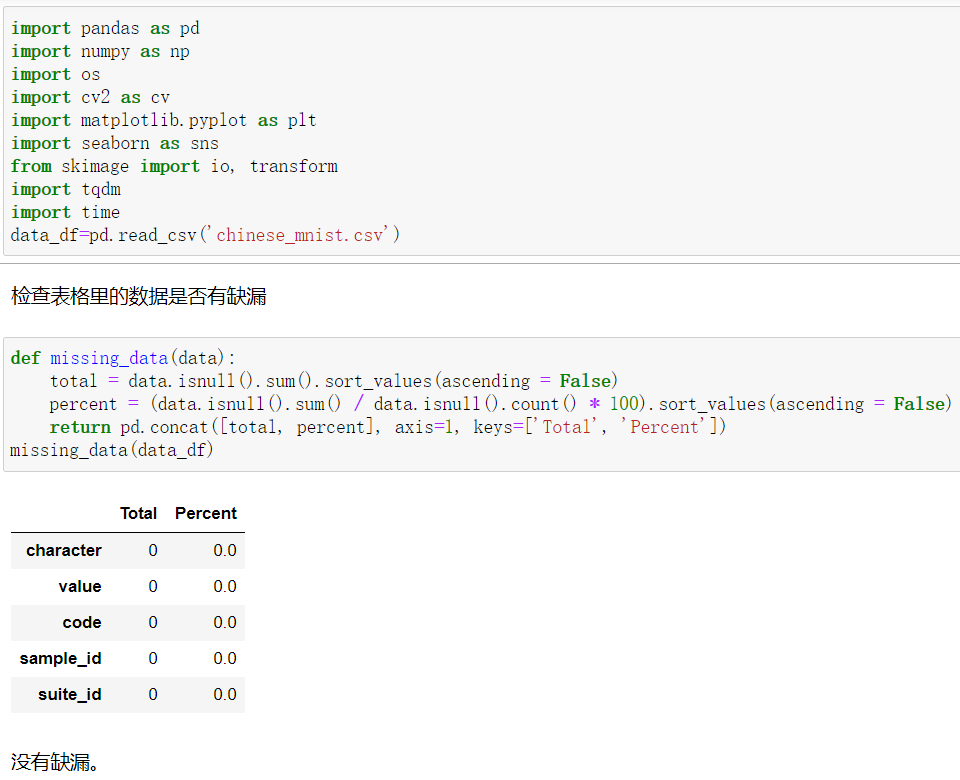 import pandas as pd
import numpy as np
import os
import cv2 as cv
import matplotlib.pyplot as plt
import seaborn as sns
from skimage import io, transform
import tqdm
import time
data_df=pd.read_csv('chinese_mnist.csv')
检查表格里的数据是否有缺漏
def missing_data(data):
    total = data.isnull().sum().sort_values(ascending = False)
    percent = (data.isnull().sum() / data.isnull().count() * 100).sort_values(ascending = False)
    return pd.concat([total, percent], axis=1, keys=['Total', 'Percent'])
missing_data(data_df)
Total Percent
character 0 0.0
value 0 0.0
code 0 0.0
sample_id 0 0.0
suite_id 0 0.0
没有缺漏。